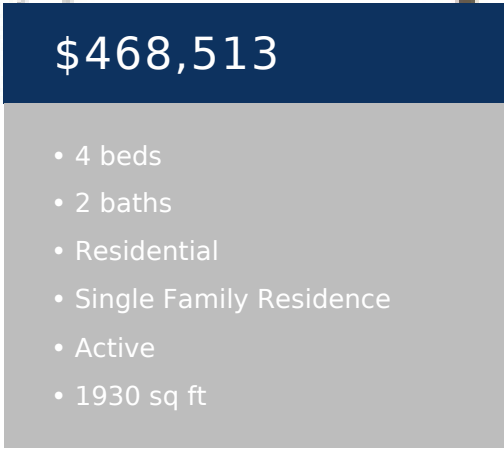 $468,513
• 4 beds
• 2 baths
• Residential
• Single Family Residence
• Active
• 1930 sq ft